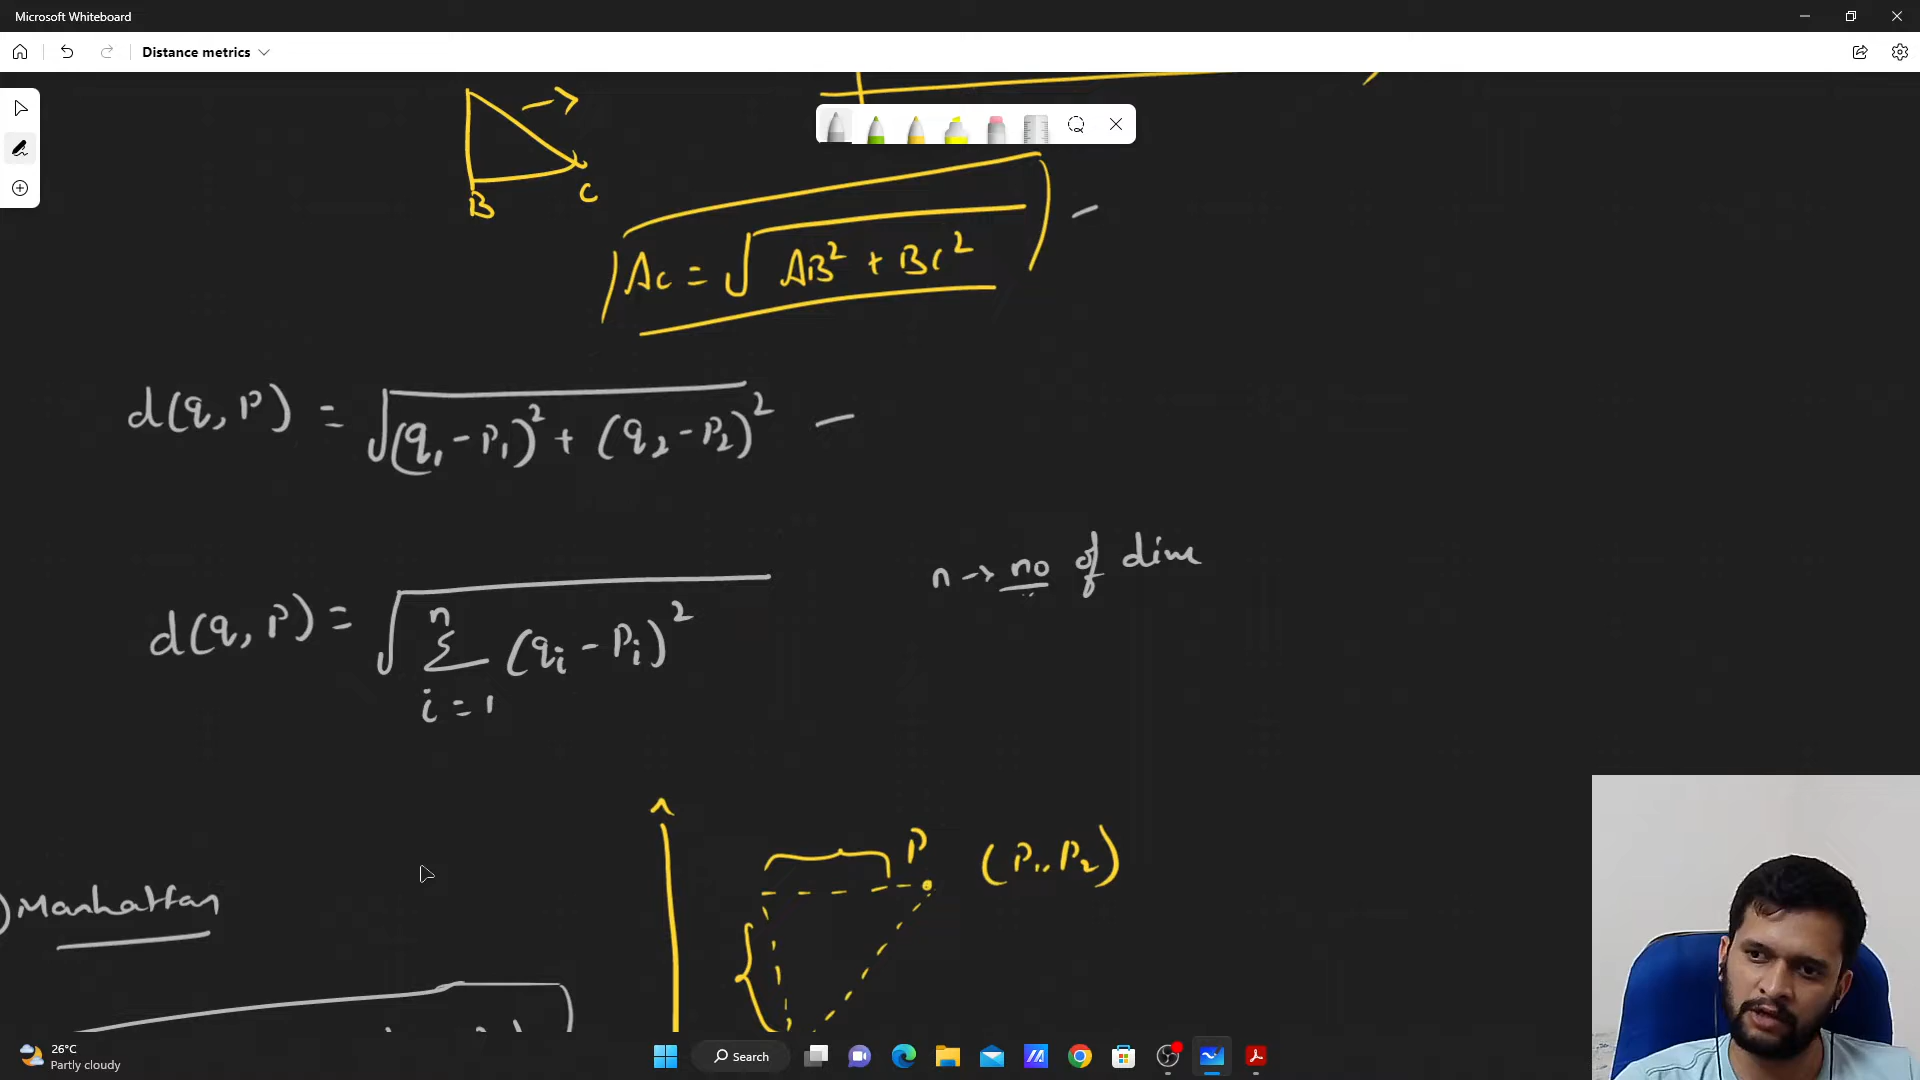 Microsoft Whiteboard
Distance metrics
B
C
AC = √AB² + BC²
d(q, P) = √(q₁ - P₁)² + (q₂ - P₂)²
n → no of dime
d(q, P) = √ n Σ i = 1 (qi - Pi)²
P (P₁, P₂)
) Manhattan
26°C
Partly cloudy
Search